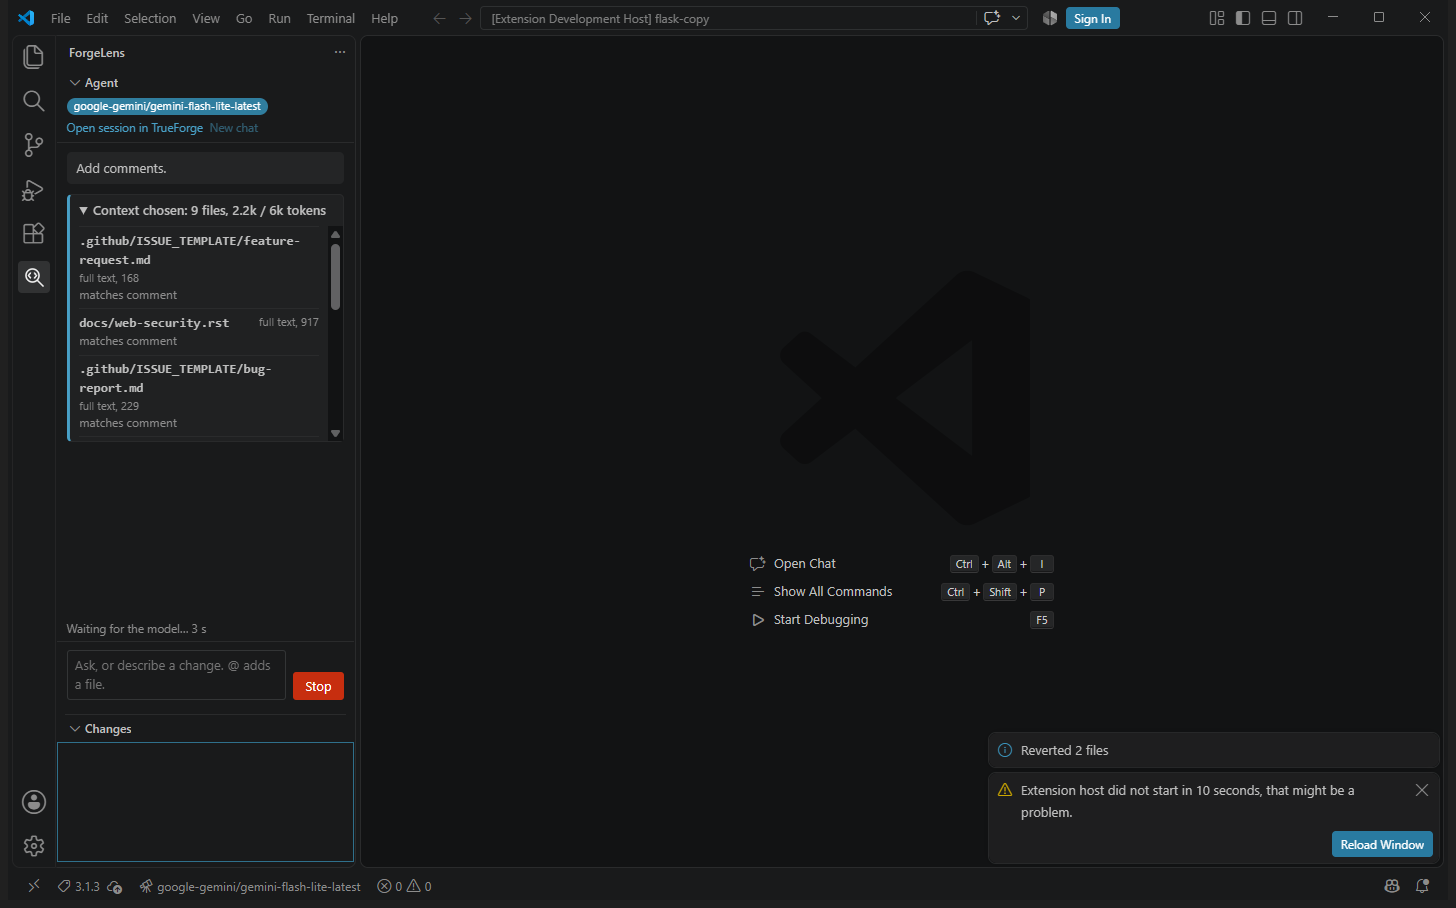 File Edit Selection View Go Run Terminal Help
[Extension Development Host] flask-copy
Sign In
ForgeLens
Agent
google-gemini/gemini-flash-lite-latest
Open session in TrueForge New chat
Add comments.
Context chosen: 9 files, 2.2k / 6k tokens
.github/ISSUE_TEMPLATE/feature-
request.md
full text, 168
matches comment
docs/web-security.rst full text, 917
matches comment
.github/ISSUE_TEMPLATE/bug-
report.md
full text, 229
matches comment
Waiting for the model... 3 s
Ask, or describe a change. @ adds
a file.
Stop
Changes
Open Chat Ctrl + Alt + I
Show All Commands Ctrl + Shift + P
Start Debugging F5
Reverted 2 files
Extension host did not start in 10 seconds, that might be a
problem.
Reload Window
3.1.3 google-gemini/gemini-flash-lite-latest 0 0